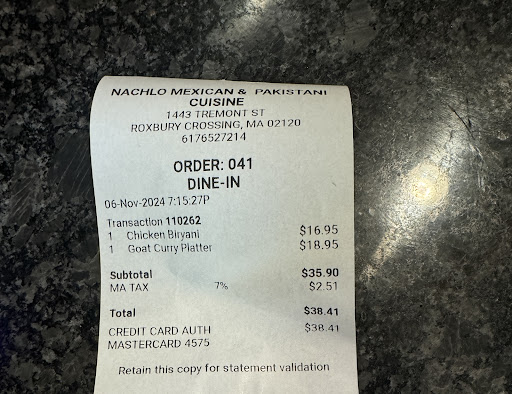 NACHLO MEXICAN & PAKISTANI
CUISINE
1443 TREMONT ST
ROXBURY CROSSING, MA 02120
6176527214
ORDER: 041
DINE-IN
06-Nov-2024 7:15:27P
Transaction 110262
1 Chicken Biryani $16.95
1 Goat Curry Platter $18.95
Subtotal $35.90
MA TAX 7% $2.51
Total $38.41
CREDIT CARD AUTH $38.41
MASTERCARD 4575
Retain this copy for statement validation